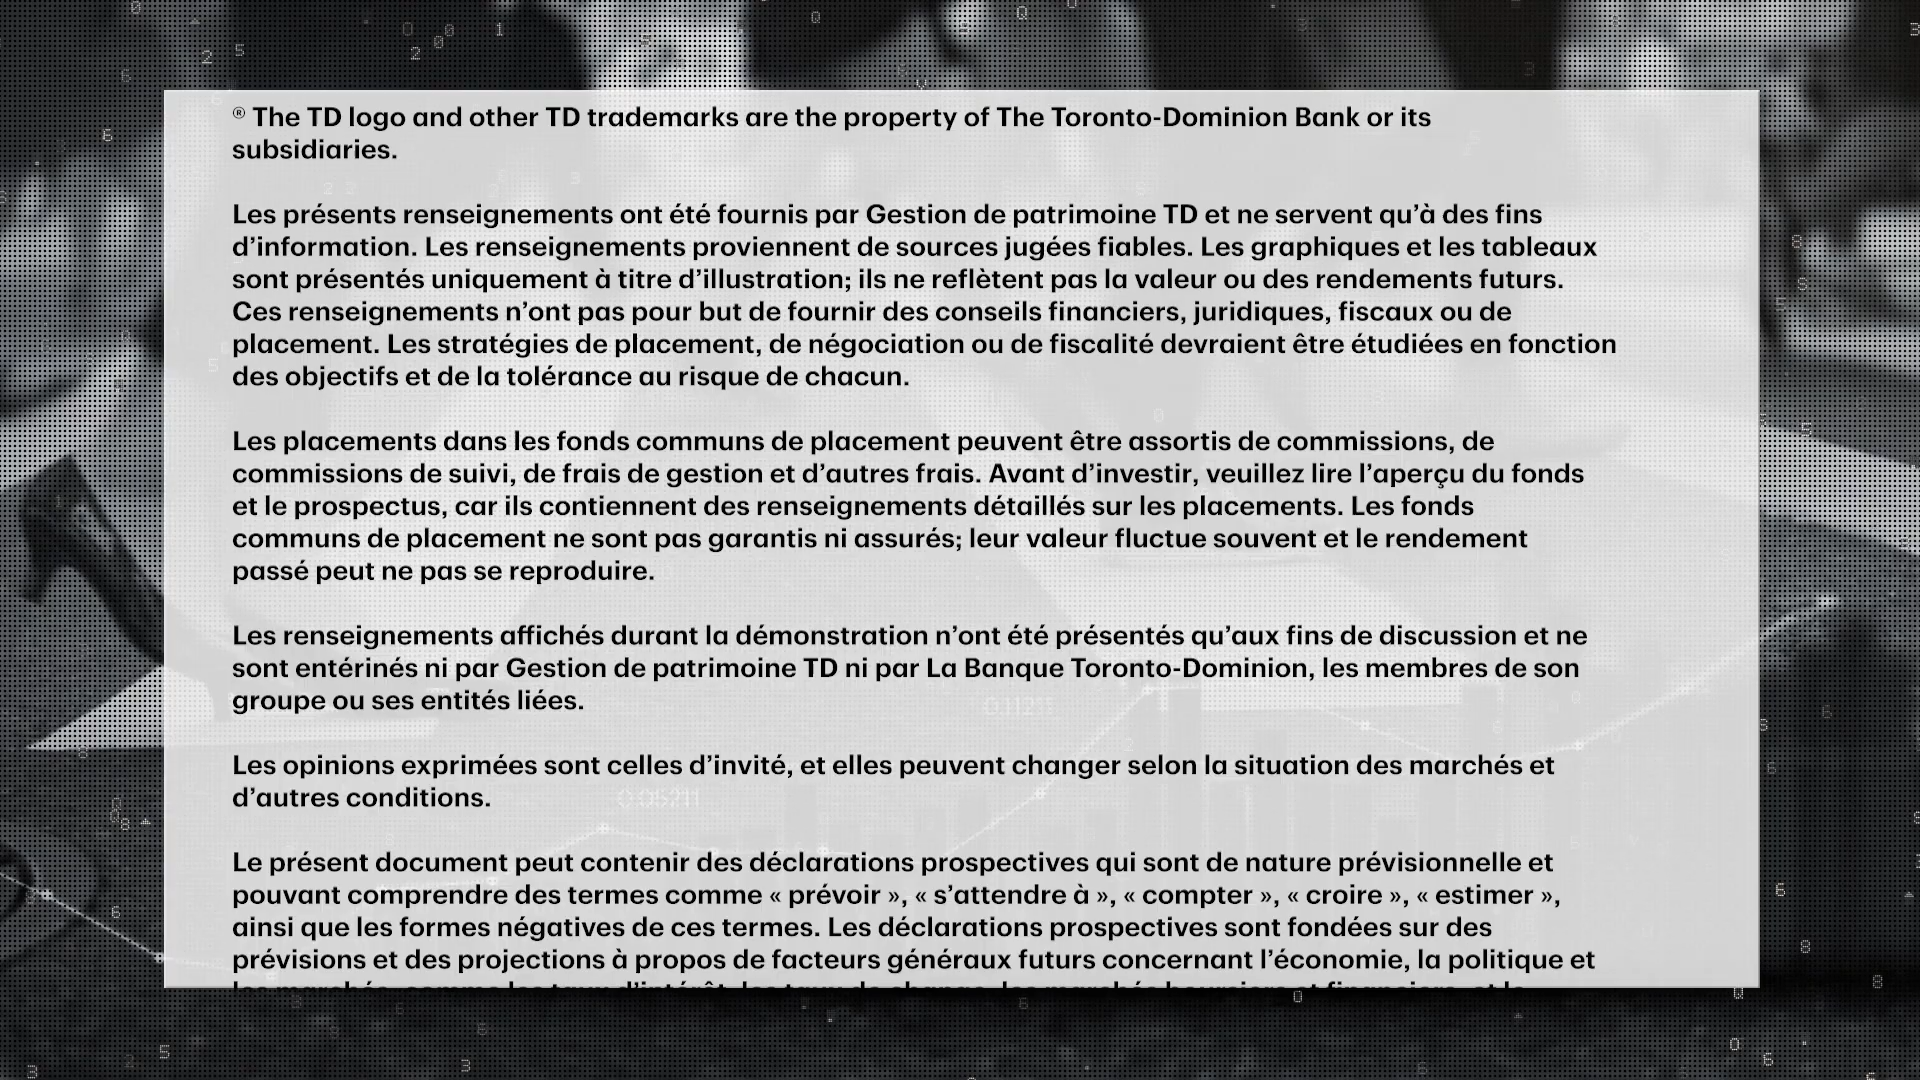 ® The TD logo and other TD trademarks are the property of The Toronto-Dominion Bank or its
subsidiaries.
Les présents renseignements ont été fournis par Gestion de patrimoine TD et ne servent qu’à des fins
d’information. Les renseignements proviennent de sources jugées fiables. Les graphiques et les tableaux
sont présentés uniquement à titre d’illustration; ils ne reflètent pas la valeur ou des rendements futurs.
Ces renseignements n’ont pas pour but de fournir des conseils financiers, juridiques, fiscaux ou de
placement. Les stratégies de placement, de négociation ou de fiscalité devraient être étudiées en fonction
des objectifs et de la tolérance au risque de chacun.
Les placements dans les fonds communs de placement peuvent être assortis de commissions, de
commissions de suivi, de frais de gestion et d’autres frais. Avant d’investir, veuillez lire l’aperçu du fonds
et le prospectus, car ils contiennent des renseignements détaillés sur les placements. Les fonds
communs de placement ne sont pas garantis ni assurés; leur valeur fluctue souvent et le rendement
passé peut ne pas se reproduire.
Les renseignements affichés durant la démonstration n’ont été présentés qu’aux fins de discussion et ne
sont entérinés ni par Gestion de patrimoine TD ni par La Banque Toronto-Dominion, les membres de son
groupe ou ses entités liées.
Les opinions exprimées sont celles d’invité, et elles peuvent changer selon la situation des marchés et
d’autres conditions.
Le présent document peut contenir des déclarations prospectives qui sont de nature prévisionnelle et
pouvant comprendre des termes comme « prévoir », « s’attendre à », « compter », « croire », « estimer »,
ainsi que les formes négatives de ces termes. Les déclarations prospectives sont fondées sur des
prévisions et des projections à propos de facteurs généraux futurs concernant l’économie, la politique et